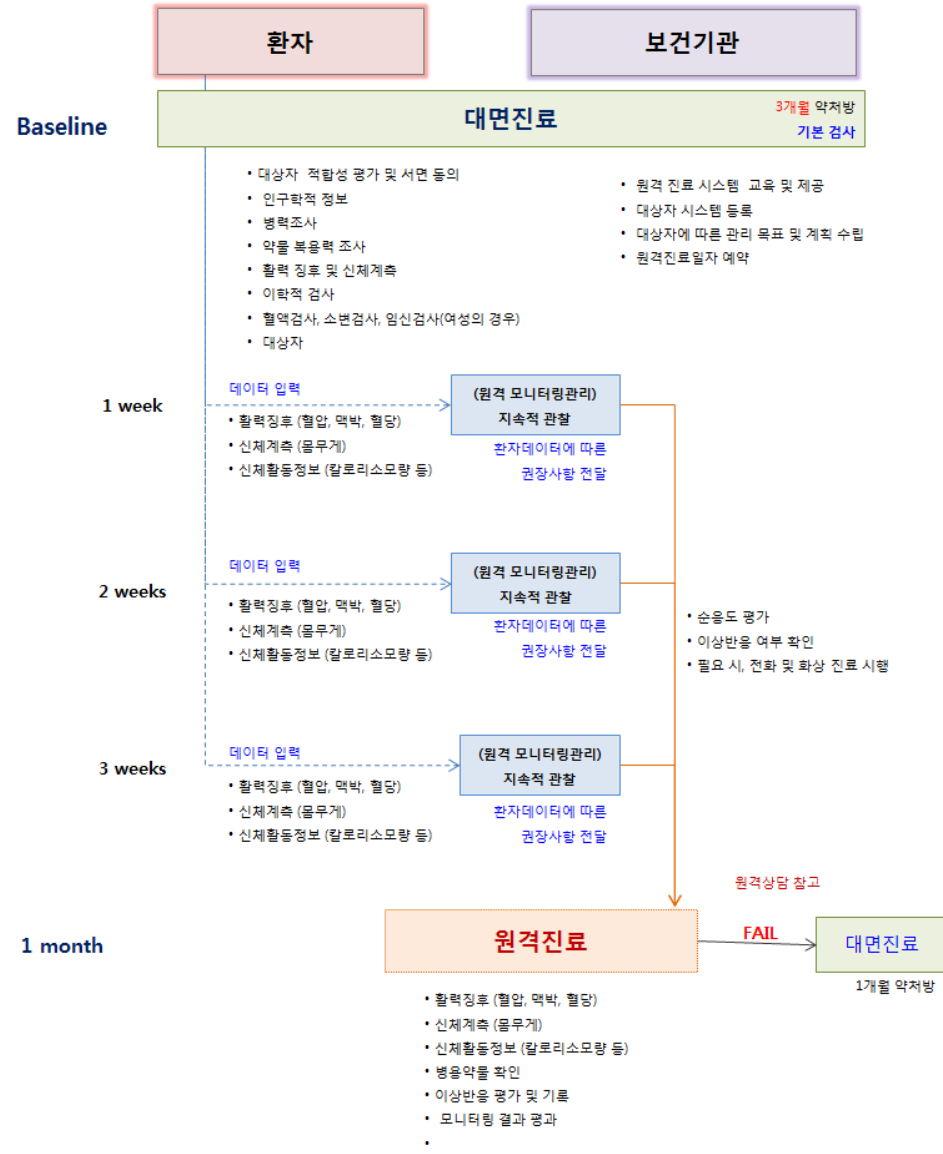 환자
보건기관
Baseline
대면진료
3개월 약처방
기본 검사
• 대상자 적합성 평가 및 서면 동의
• 인구학적 정보
• 병력조사
• 약물 복용력 조사
• 활력 징후 및 신체계측
• 이학적 검사
• 혈액검사, 소변검사, 임신검사(여성의 경우)
• 대상자
• 원격 진료 시스템 교육 및 제공
• 대상자 시스템 등록
• 대상자에 따른 관리 목표 및 계획 수립
• 원격진료일자 예약
1 week
데이터 입력
• 활력징후 (혈압, 맥박, 혈당)
• 신체계측 (몸무게)
• 신체활동정보 (칼로리소모량 등)
(원격 모니터링관리)
지속적 관찰
환자데이터에 따른
권장사항 전달
2 weeks
데이터 입력
• 활력징후 (혈압, 맥박, 혈당)
• 신체계측 (몸무게)
• 신체활동정보 (칼로리소모량 등)
(원격 모니터링관리)
지속적 관찰
환자데이터에 따른
권장사항 전달
• 순응도 평가
• 이상반응 여부 확인
• 필요 시, 전화 및 화상 진료 시행
3 weeks
데이터 입력
• 활력징후 (혈압, 맥박, 혈당)
• 신체계측 (몸무게)
• 신체활동정보 (칼로리소모량 등)
(원격 모니터링관리)
지속적 관찰
환자데이터에 따른
권장사항 전달
1 month
원격진료
원격상담 참고
FAIL
대면진료
1개월 약처방
• 활력징후 (혈압, 맥박, 혈당)
• 신체계측 (몸무게)
• 신체활동정보 (칼로리소모량 등)
• 병용약물 확인
• 이상반응 평가 및 기록
• 모니터링 결과 평과
•